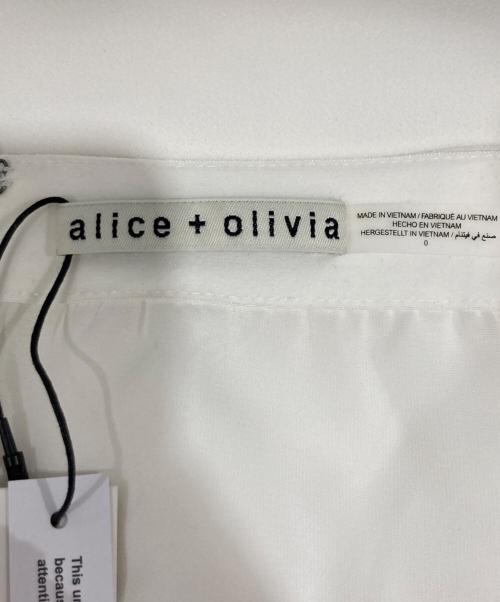 alice + olivia
MADE IN VIETNAM / FABRIQUÉ AU VIETNAM
HECHO EN VIETNAM
HERGESTELLT IN VIETNAM / صنع في فيتنام
0
This
becaus
attenti